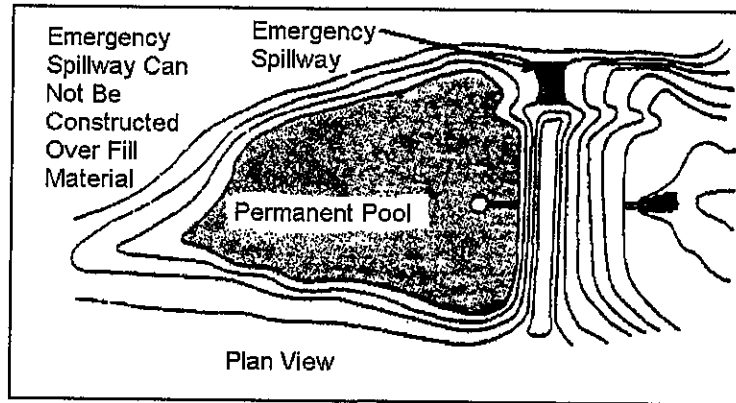 Emergency
Spillway Can
Not Be
Constructed
Over Fill
Material
Emergency
Spillway
Permanent Pool
Plan View